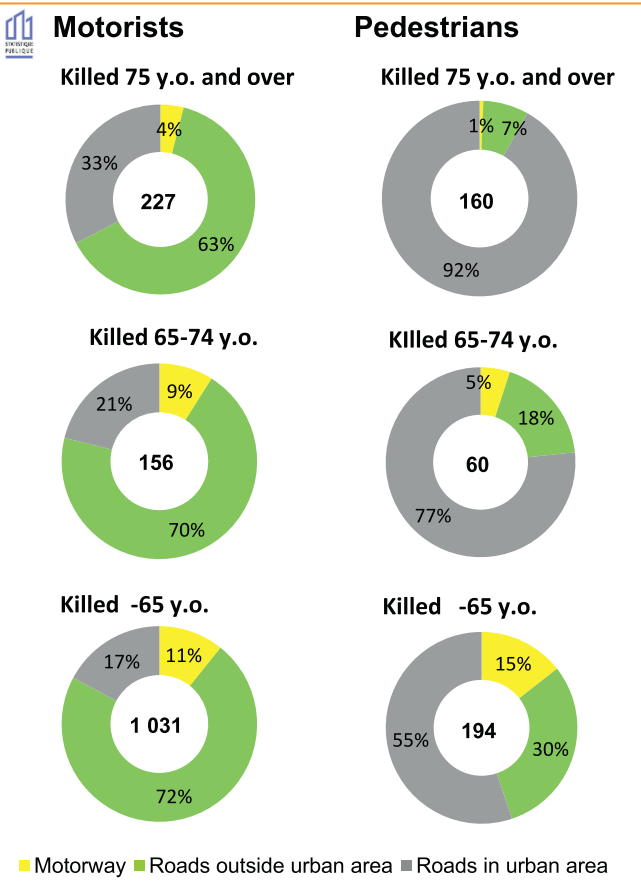 STATISTIQUE
PUBLIQUE
Motorists
Pedestrians
Killed 75 y.o. and over
4%
33%
227
63%
Killed 75 y.o. and over
1%
7%
160
92%
Killed 65-74 y.o.
9%
21%
156
70%
KIlled 65-74 y.o.
5%
18%
60
77%
Killed -65 y.o.
11%
17%
1 031
72%
Killed -65 y.o.
15%
194
55%
30%
Motorway Roads outside urban area Roads in urban area